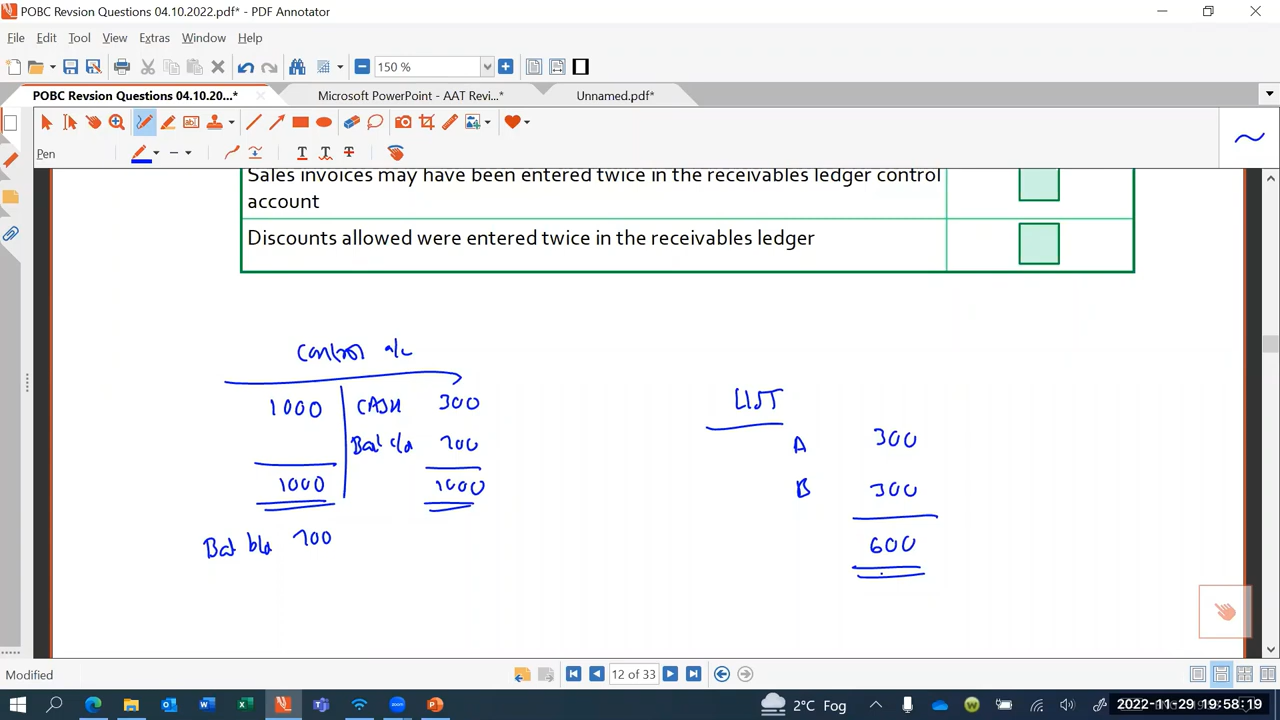 POBC Revision Questions 04.10.2022.pdf* - PDF Annotator
File Edit Tool View Extras Window Help
150 %
POBC Revsion Questions 04.10.20...* Microsoft PowerPoint - AAT Revi...* Unnamed.pdf*
Pen
Sales invoices may have been entered twice in the receivables ledger control
account
Discounts allowed were entered twice in the receivables ledger
Control a/c
1000 CASH 300
Bal c/d 700
1000 1000
Bal b/d 700
LIST
A 300
B 300
600
Modified
12 of 33
2°C Fog
2022-11-29 19:58:19